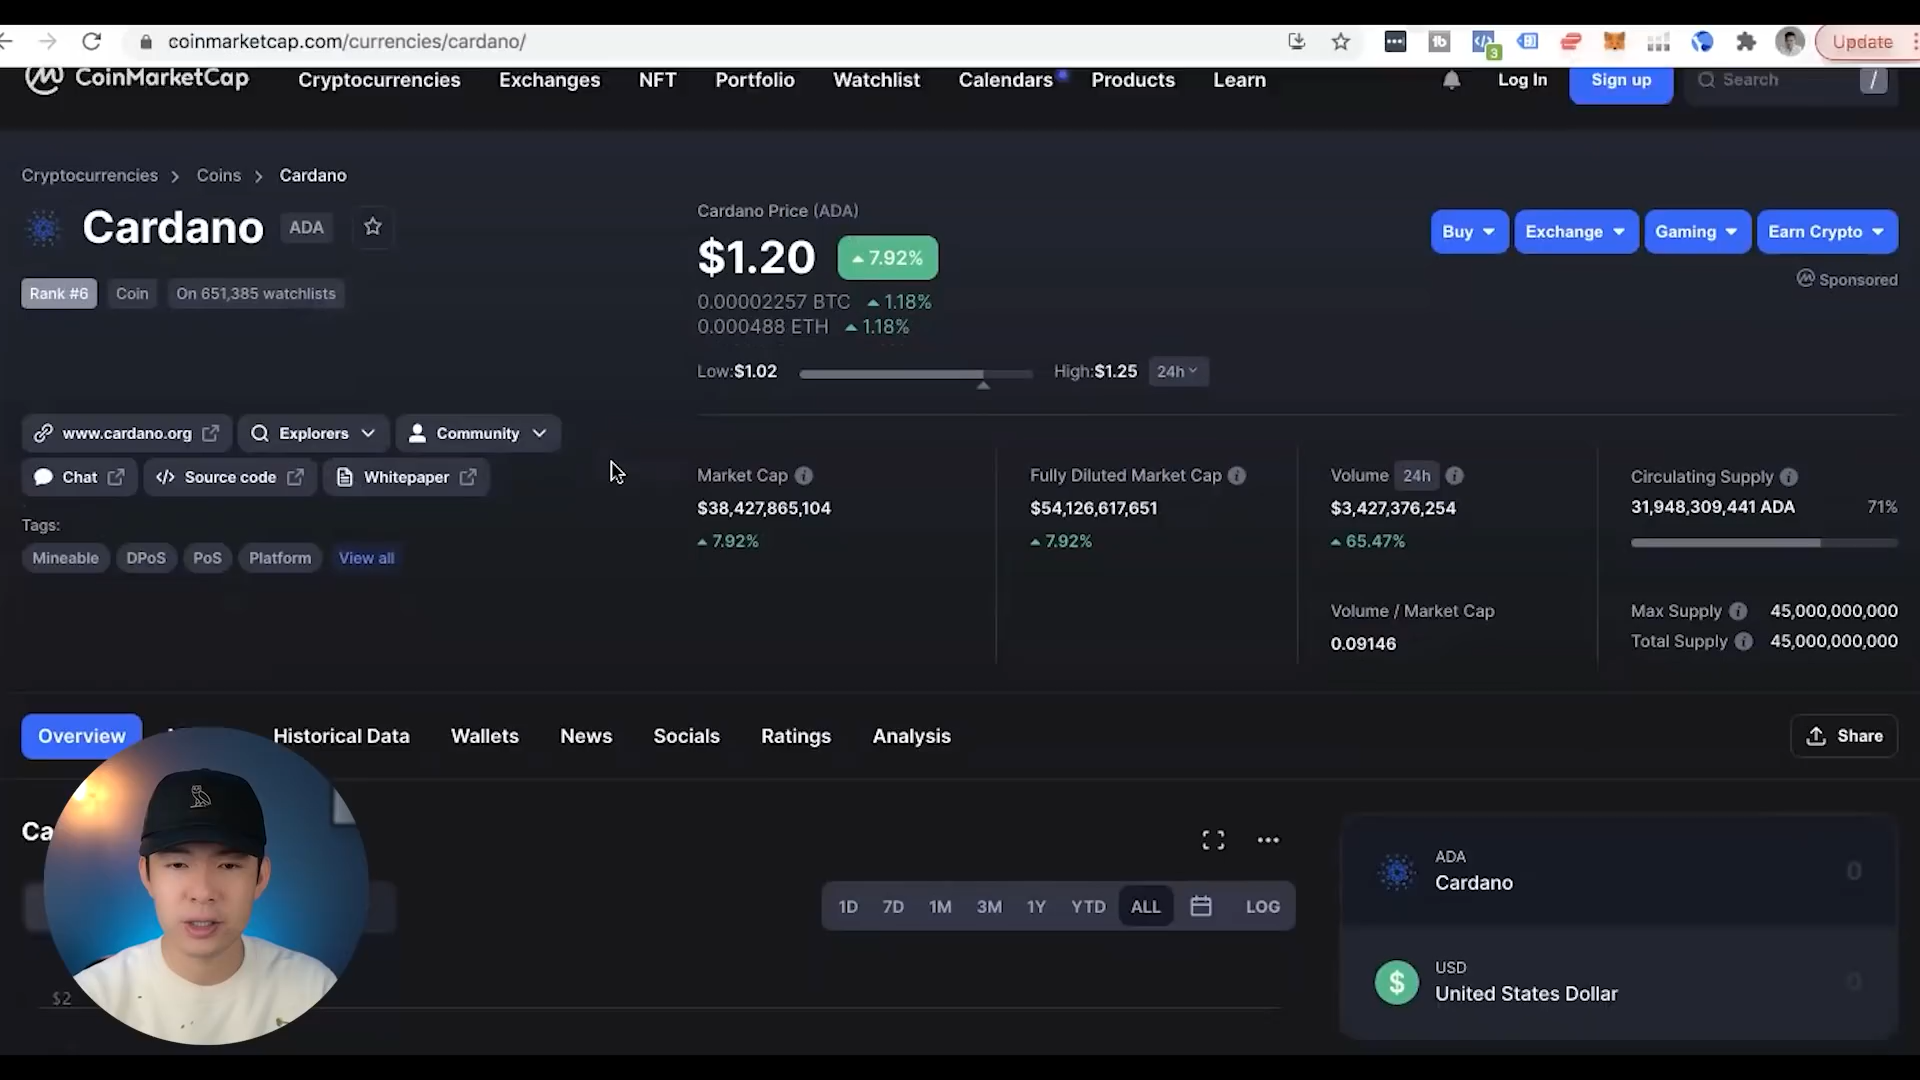 coinmarketcap.com/currencies/cardano/
3
Update
CoinMarketCap
Cryptocurrencies
Exchanges
NFT
Portfolio
Watchlist
Calendars
Products
Learn
Log In
Sign up
Search
/
Cryptocurrencies > Coins > Cardano
Cardano ADA
Rank #6
Coin
On 651,385 watchlists
Cardano Price (ADA)
$1.20 7.92%
0.00002257 BTC 1.18%
0.000488 ETH 1.18%
Low:$1.02
High:$1.25
24h
Buy
Exchange
Gaming
Earn Crypto
Sponsored
www.cardano.org
Explorers
Community
Chat
Source code
Whitepaper
Tags:
Mineable
DPoS
PoS
Platform
View all
Market Cap
$38,427,865,104
7.92%
Fully Diluted Market Cap
$54,126,617,651
7.92%
Volume 24h
$3,427,376,254
65.47%
Volume / Market Cap
0.09146
Circulating Supply
31,948,309,441 ADA 71%
Max Supply 45,000,000,000
Total Supply 45,000,000,000
Overview
Historical Data
Wallets
News
Socials
Ratings
Analysis
Share
Ca
1D
7D
1M
3M
1Y
YTD
ALL
LOG
$2
ADA
Cardano
0
$
USD
United States Dollar
0